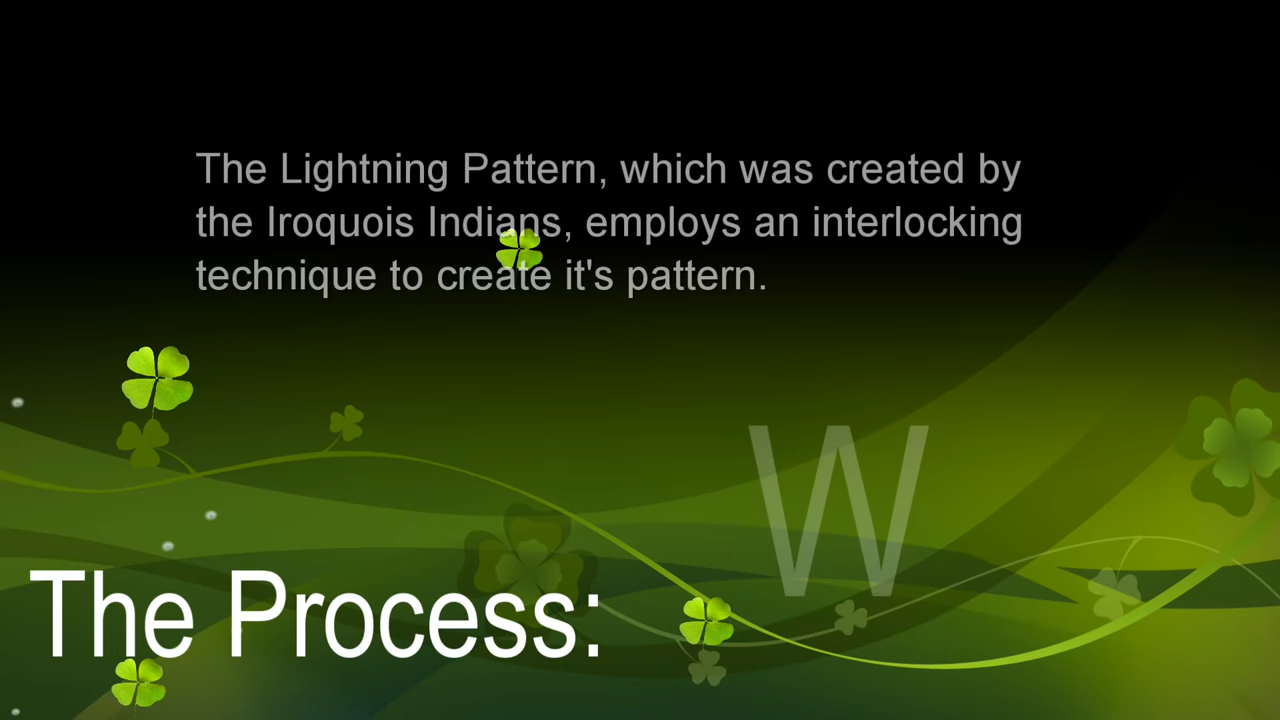 The Lightning Pattern, which was created by
the Iroquois Indians, employs an interlocking
technique to create it's pattern.
W
The Process: